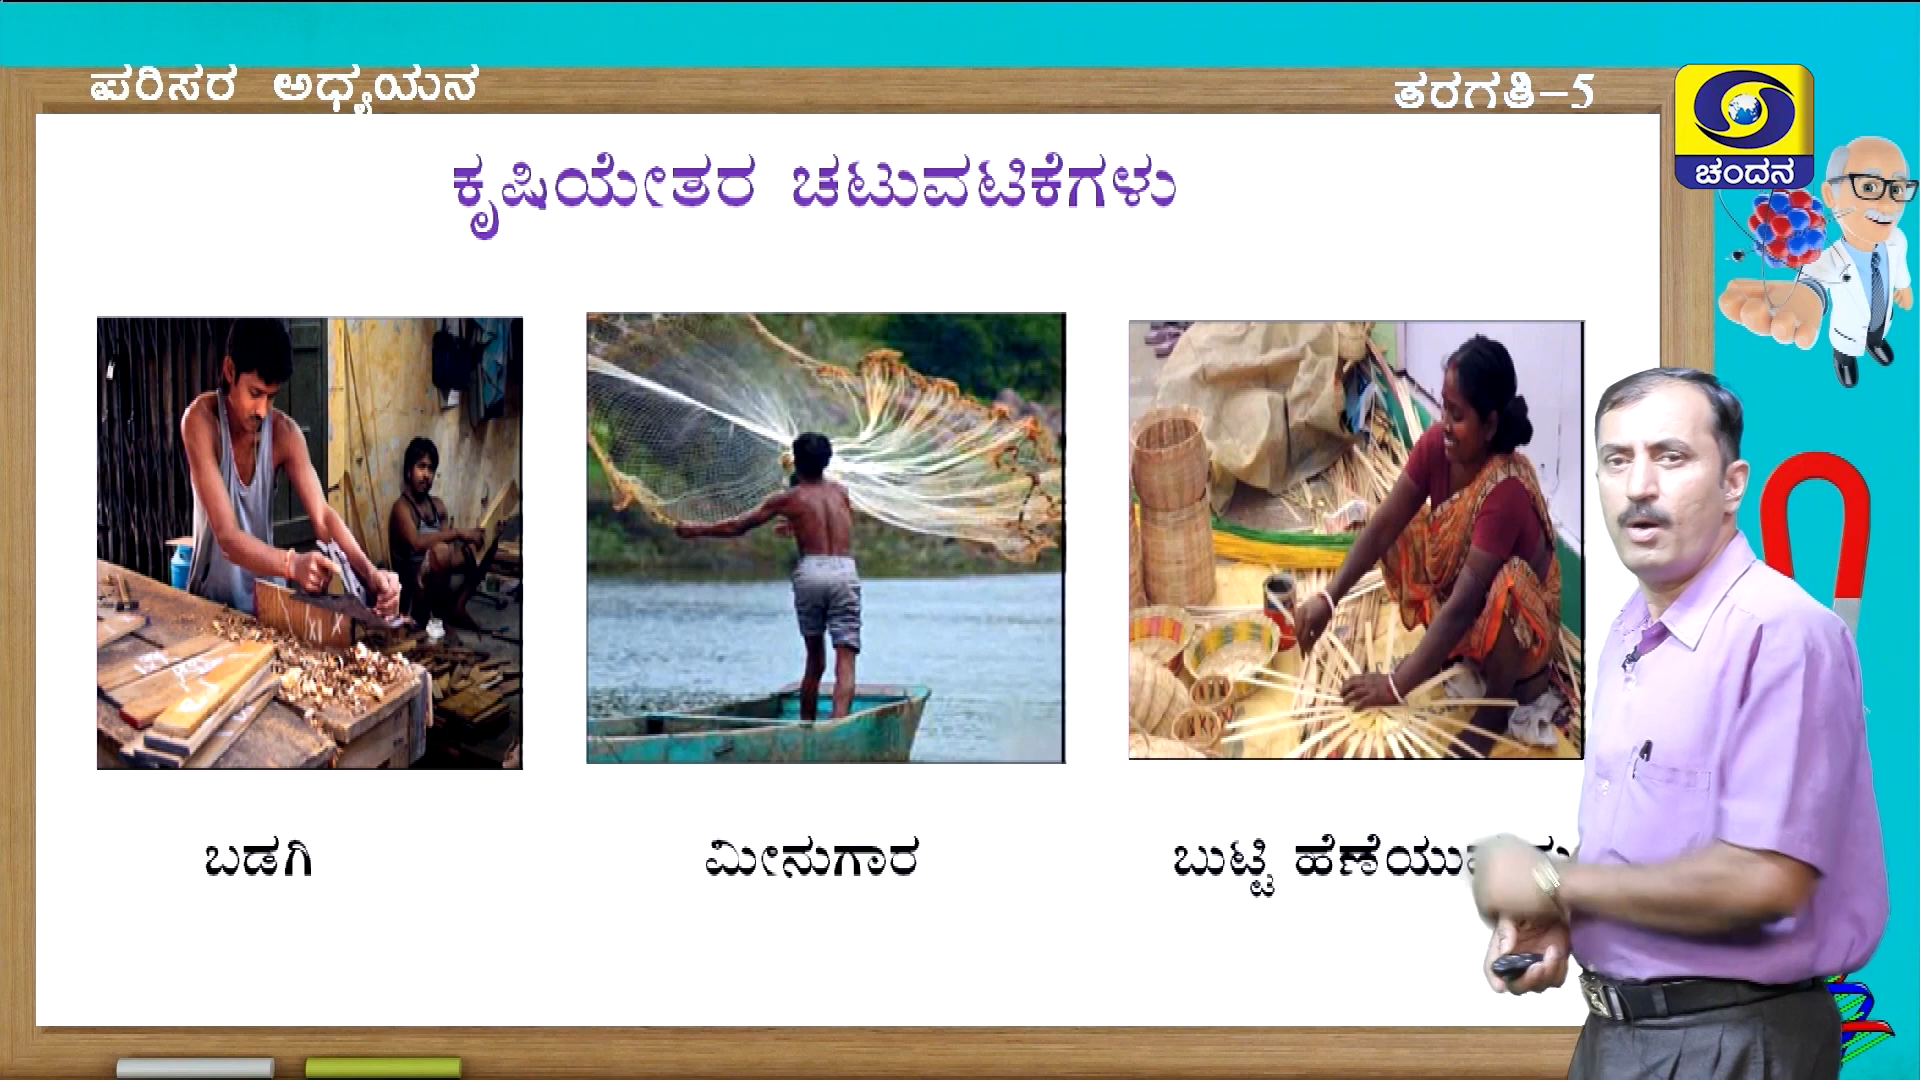 ಪರಿಸರ ಅಧ್ಯಯನ
ತರಗತಿ-5
ಚಂದನ
ಕೃಷಿಯೇತರ ಚಟುವಟಿಕೆಗಳು
ಬಡಗಿ
ಮೀನುಗಾರ
ಬುಟ್ಟಿ